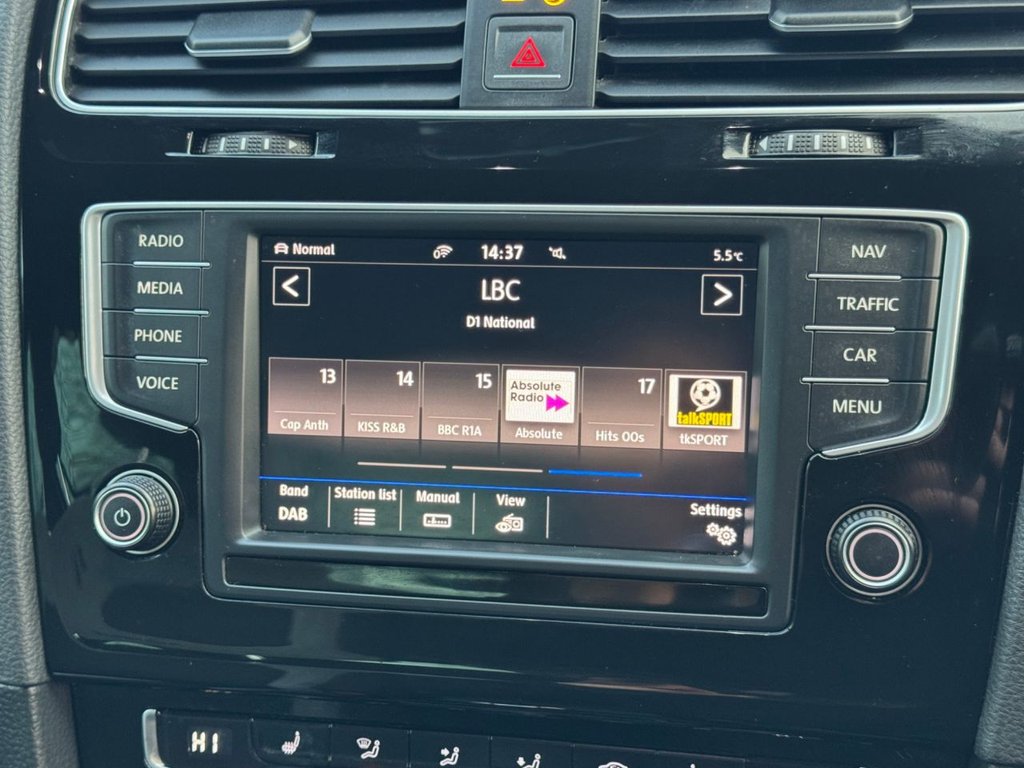 RADIO
MEDIA
PHONE
VOICE
NAV
TRAFFIC
CAR
MENU
Normal
14:37
5.5°C
<
LBC
>
D1 National
13
Cap Anth
14
KISS R&B
15
BBC R1A
Absolute
Radio
Absolute
17
Hits 00s
talkSPORT
tkSPORT
Band
DAB
Station list
Manual
View
Settings
HI